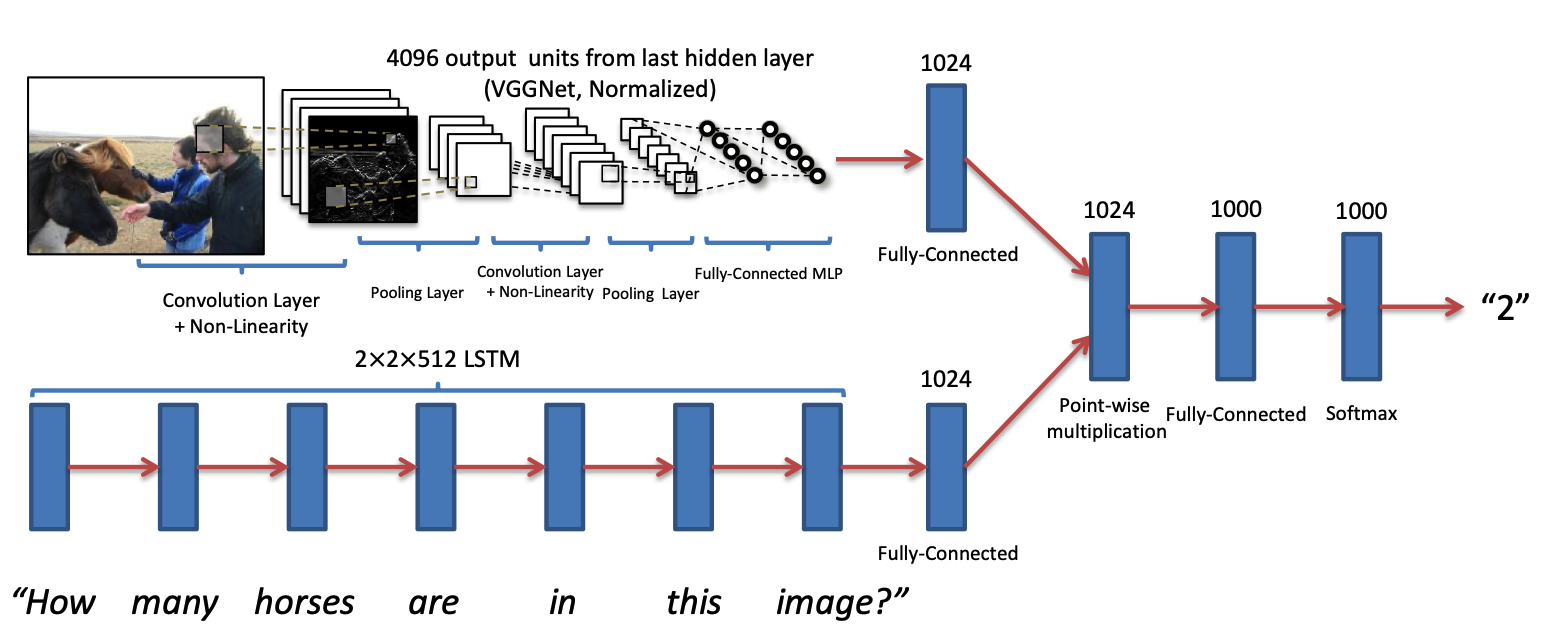 4096 output units from last hidden layer
(VGGNet, Normalized)
1024
Fully-Connected
Convolution Layer
+ Non-Linearity
Pooling Layer
Convolution Layer
+ Non-Linearity
Pooling Layer
Fully-Connected MLP
2×2×512 LSTM
1024
Fully-Connected
1024
Point-wise
multiplication
1000
Fully-Connected
1000
Softmax
“2”
“How many horses are in this image?”